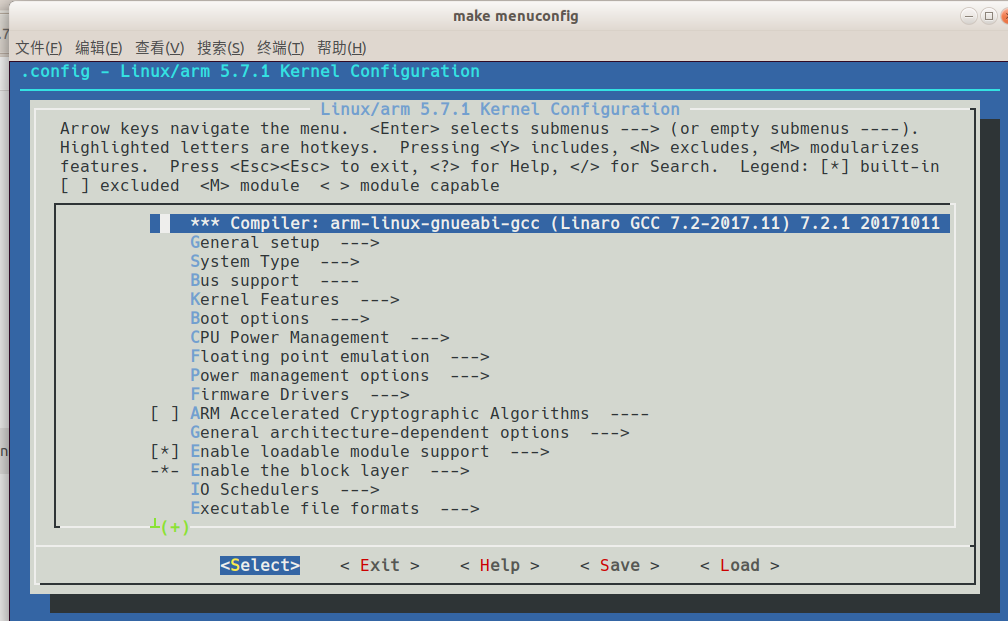 make menuconfig
文件(F) 编辑(E) 查看(V) 搜索(S) 终端(T) 帮助(H)
.config - Linux/arm 5.7.1 Kernel Configuration
Linux/arm 5.7.1 Kernel Configuration
Arrow keys navigate the menu.  <Enter> selects submenus ---> (or empty submenus ----).
Highlighted letters are hotkeys.  Pressing <Y> includes, <N> excludes, <M> modularizes
features.  Press <Esc><Esc> to exit, <?> for Help, </> for Search.  Legend: [*] built-in
[ ] excluded  <M> module  < > module capable
*** Compiler: arm-linux-gnueabi-gcc (Linaro GCC 7.2-2017.11) 7.2.1 20171011
General setup  --->
System Type  --->
Bus support  ----
Kernel Features  --->
Boot options  --->
CPU Power Management  --->
Floating point emulation  --->
Power management options  --->
Firmware Drivers  --->
[ ] ARM Accelerated Cryptographic Algorithms  ----
General architecture-dependent options  --->
[*] Enable loadable module support  --->
-*- Enable the block layer  --->
IO Schedulers  --->
Executable file formats  --->
┴(+)
<Select>    < Exit >    < Help >    < Save >    < Load >